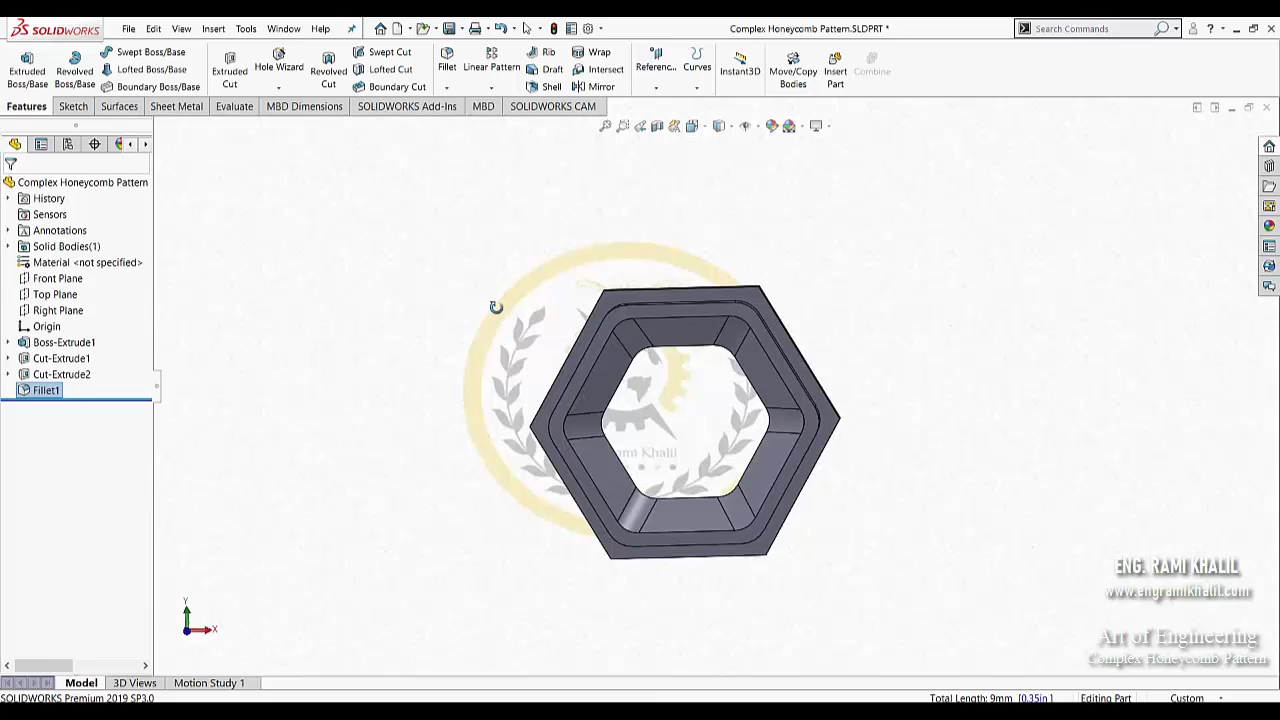 SOLIDWORKS
File Edit View Insert Tools Window Help
Complex Honeycomb Pattern.SLDPRT *
Search Commands
Extruded Boss/Base
Revolved Boss/Base
Swept Boss/Base
Lofted Boss/Base
Boundary Boss/Base
Extruded Cut
Hole Wizard
Revolved Cut
Swept Cut
Lofted Cut
Boundary Cut
Fillet
Linear Pattern
Rib
Draft
Shell
Wrap
Intersect
Mirror
Referenc...
Curves
Instant3D
Move/Copy Bodies
Insert Part
Combine
Features Sketch Surfaces Sheet Metal Evaluate MBD Dimensions SOLIDWORKS Add-Ins MBD SOLIDWORKS CAM
Complex Honeycomb Pattern
History
Sensors
Annotations
Solid Bodies(1)
Material <not specified>
Front Plane
Top Plane
Right Plane
Origin
Boss-Extrude1
Cut-Extrude1
Cut-Extrude2
Fillet1
Khalil
Y
X
ENG. RAMI KHALIL
www.engramikhalil.com
Art of Engineering
Complex Honeycomb Pattern
Model 3D Views Motion Study 1
SOLIDWORKS Premium 2019 SP3.0
Total Length: 9mm [0.35in ] Editing Part Custom